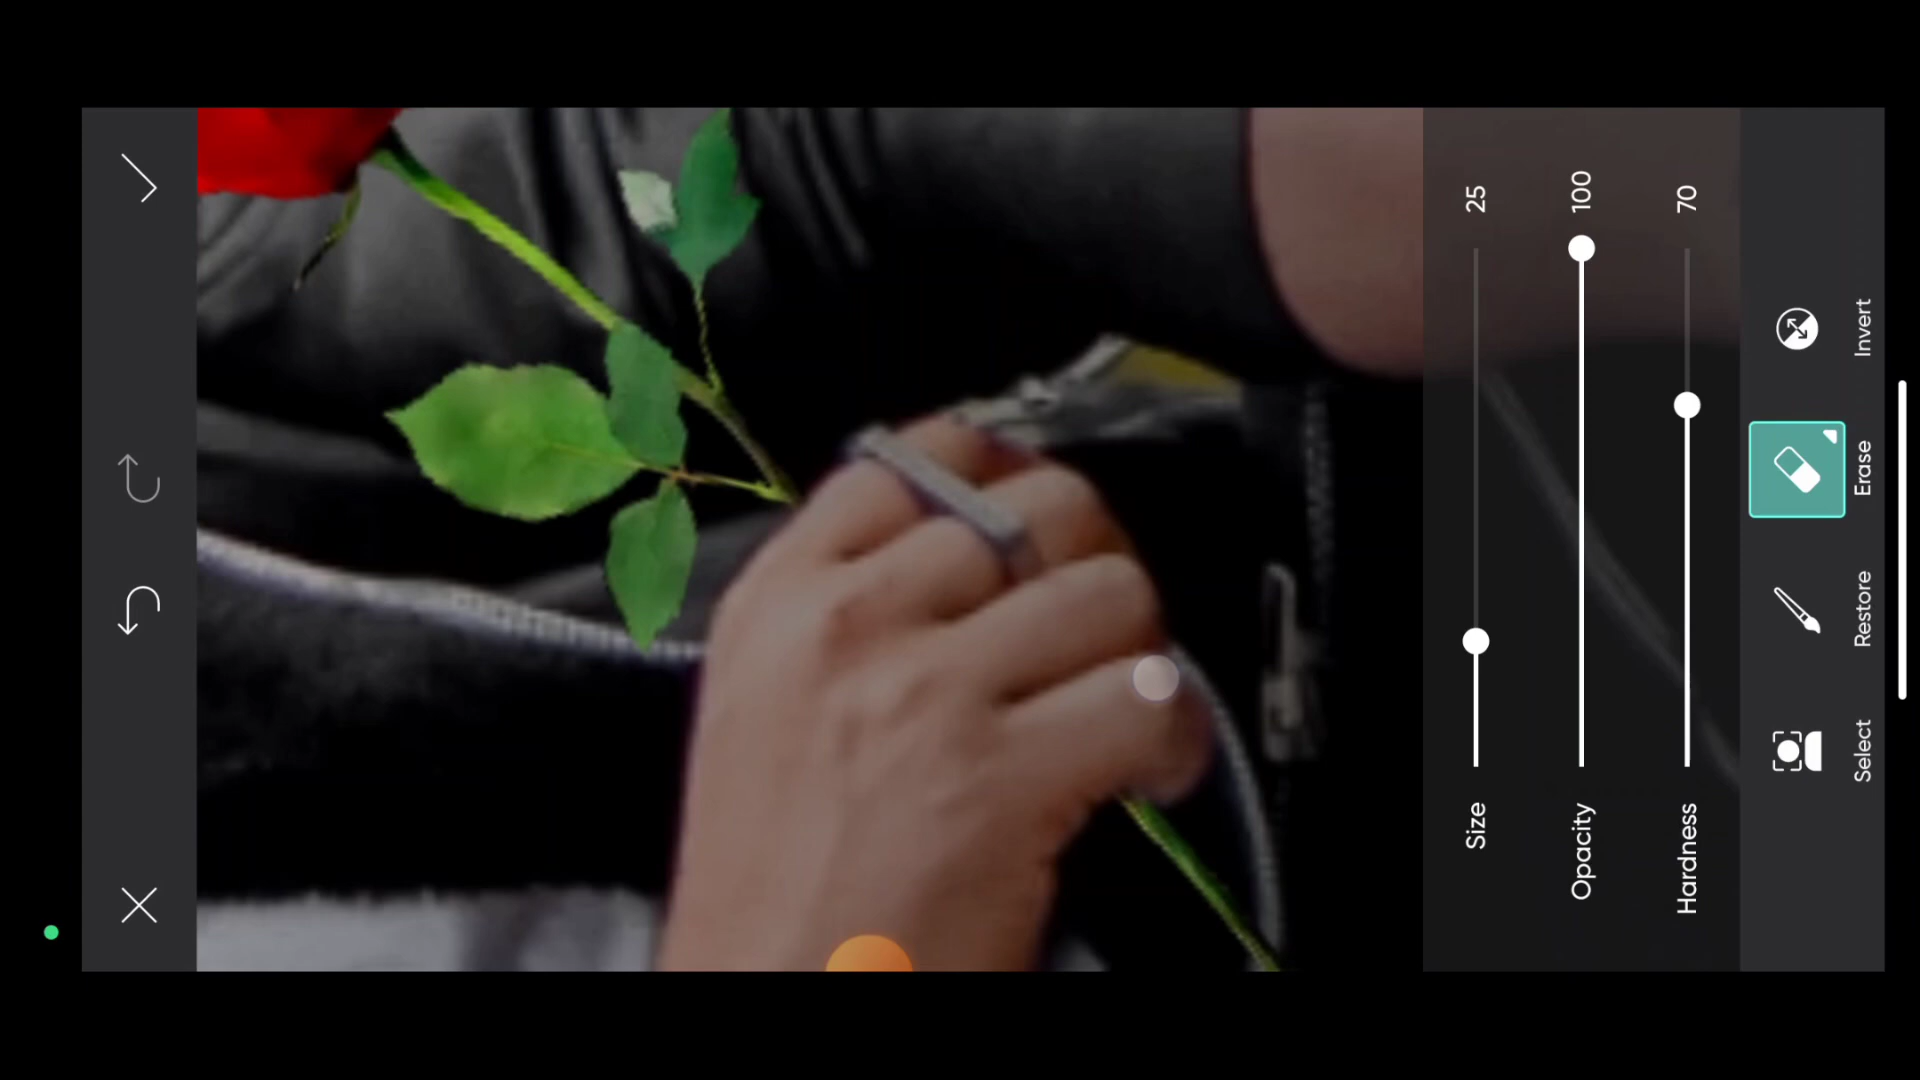 Size
25
Opacity
100
Hardness
70
Select
Restore
Erase
Invert